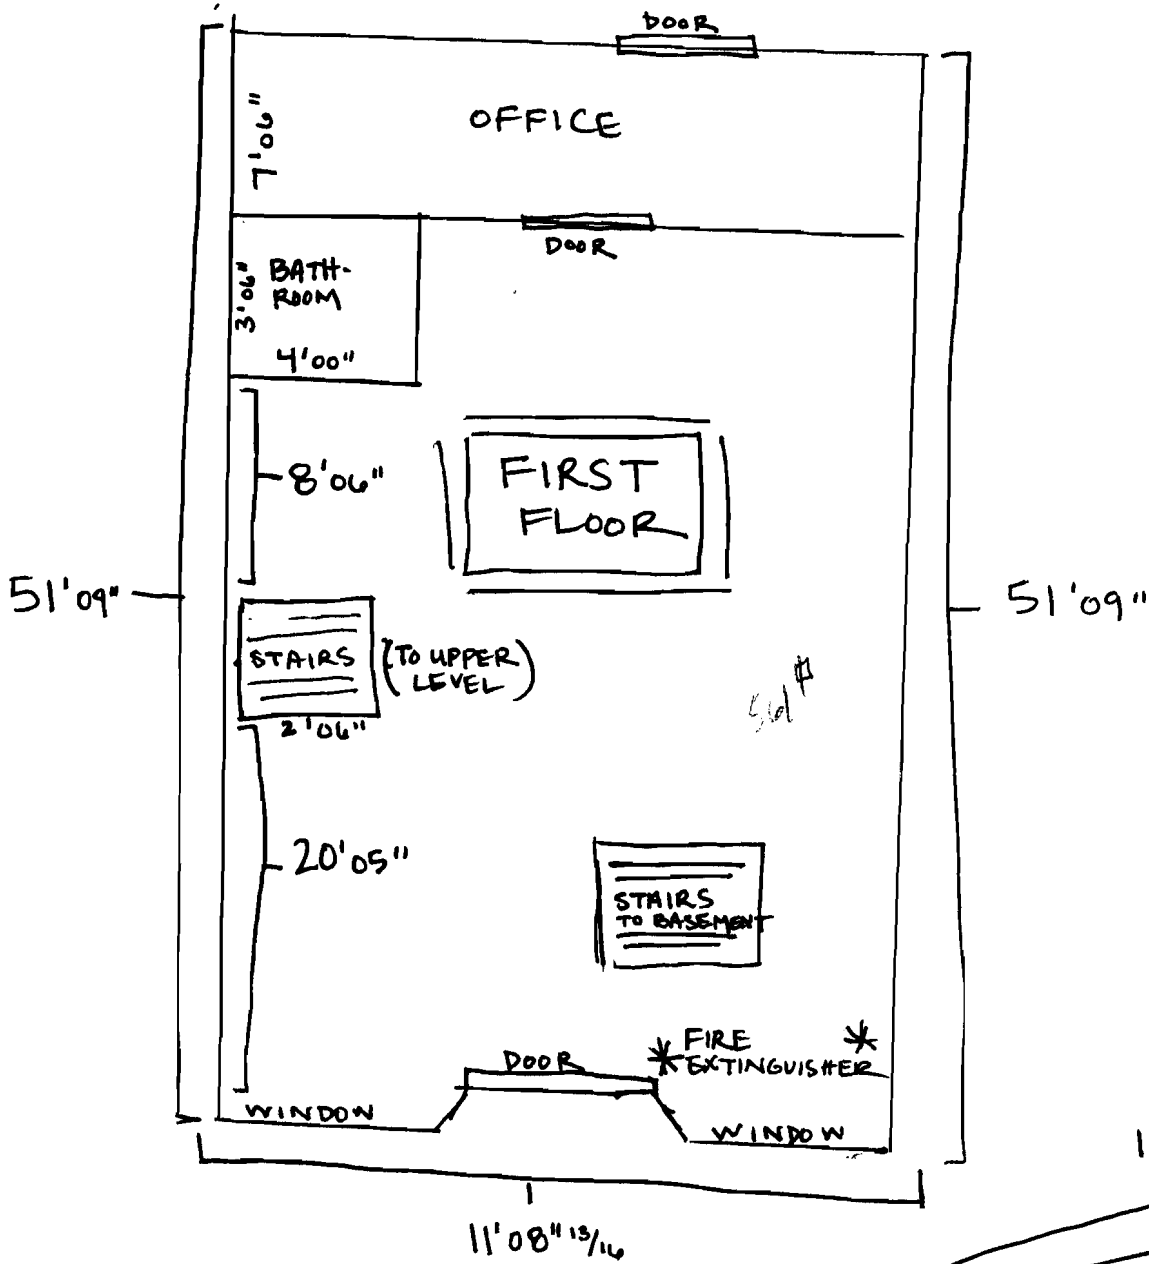 DOOR
OFFICE
7'06"
DOOR
BATH-
ROOM
3'06"
4'00"
8'06"
FIRST
FLOOR
51'09"
51'09"
STAIRS
(TO UPPER
LEVEL)
2'06"
20'05"
STAIRS
TO BASEMENT
* FIRE *
EXTINGUISHER
DOOR
WINDOW
WINDOW
11'08" 13/16